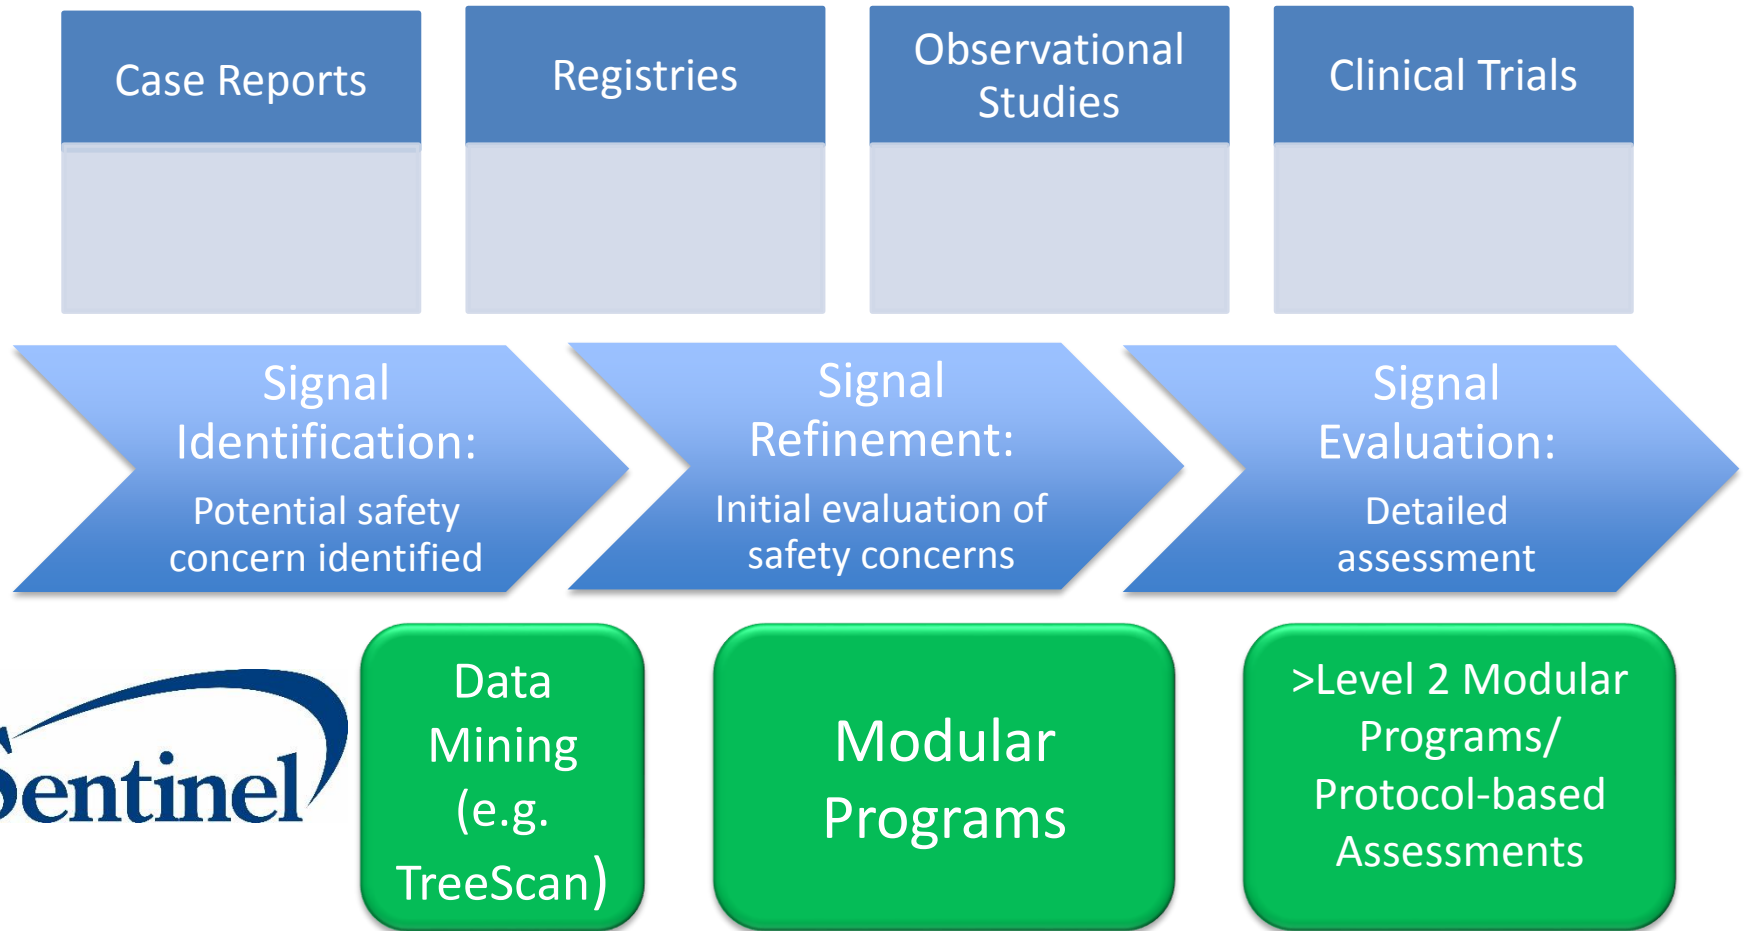 Case Reports
Registries
Observational
Studies
Clinical Trials
Signal
Identification:
Potential safety
concern identified
Signal
Refinement:
Initial evaluation of
safety concerns
Signal
Evaluation:
Detailed
assessment
Sentinel
Data
Mining
(e.g.
TreeScan)
Modular
Programs
>Level 2 Modular
Programs/
Protocol-based
Assessments